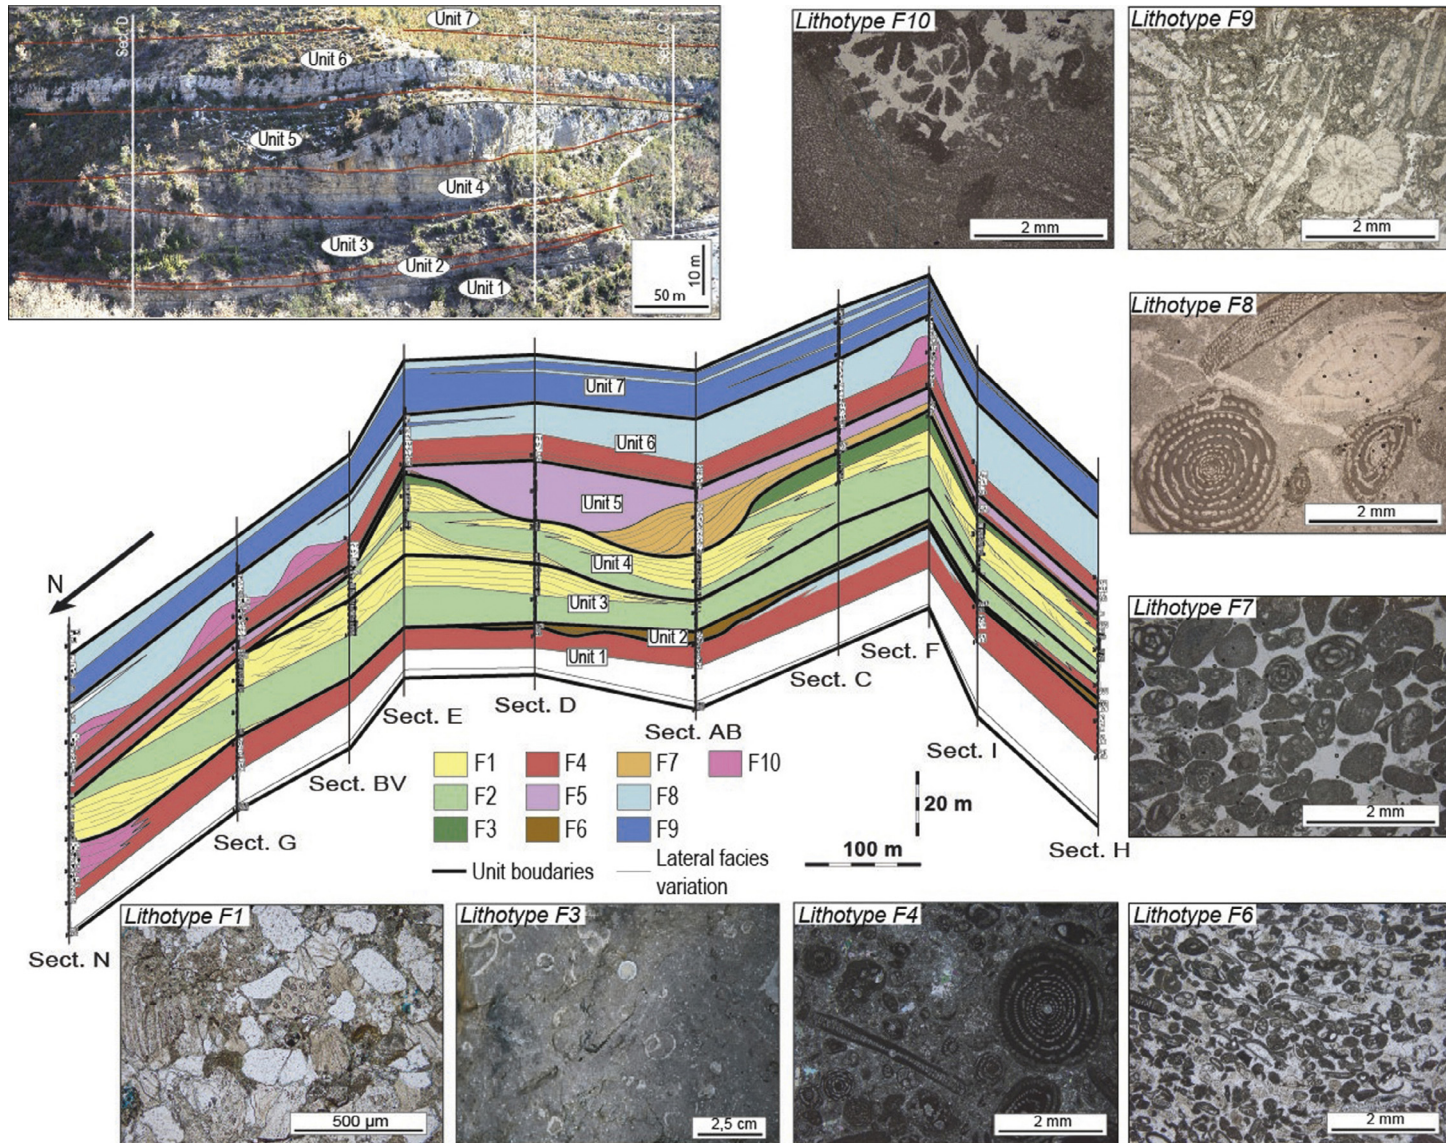 Unit 7
Sect. D
Sect. C
Unit 6
Unit 5
Unit 4
Unit 3
Unit 2
Unit 1
10 m
50 m
Lithotype F10
2 mm
Lithotype F9
2 mm
Lithotype F8
2 mm
Lithotype F7
2 mm
Unit 7
Unit 6
Unit 5
Unit 4
Unit 3
Unit 2
Unit 1
N
Sect. N
Sect. G
Sect. BV
Sect. E
Sect. D
Sect. AB
Sect. C
Sect. F
Sect. I
Sect. H
F1 F4 F7 F10
F2 F5 F8
F3 F6 F9
Unit boudaries
Lateral facies
variation
20 m
100 m
Lithotype F1
500 µm
Lithotype F3
2,5 cm
Lithotype F4
2 mm
Lithotype F6
2 mm